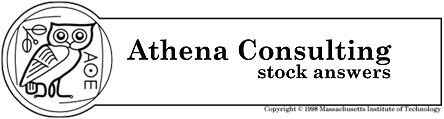 Athena Consulting
stock answers
ΑΘΕ
Copyright © 1998 Massachusetts Institute of Technology